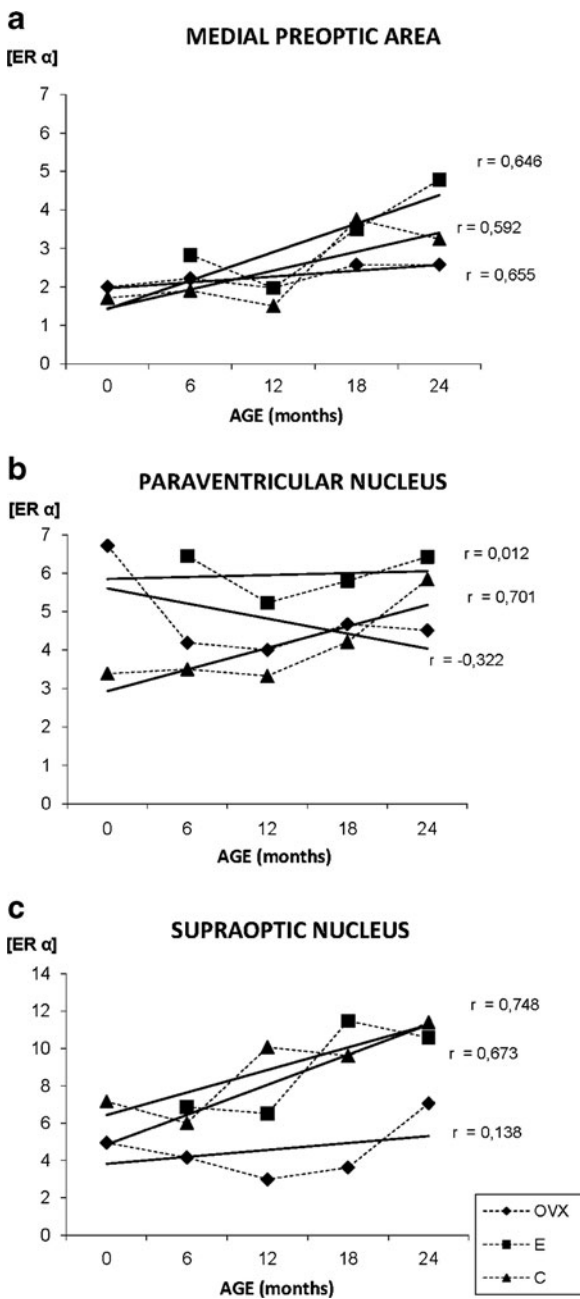 a
MEDIAL PREOPTIC AREA
[ER α]
7
6
5
4
3
2
1
0
r = 0,646
r = 0,592
r = 0,655
0 6 12 18 24
AGE (months)
b
PARAVENTRICULAR NUCLEUS
[ER α]
7
6
5
4
3
2
1
0
r = 0,012
r = 0,701
r = -0,322
0 6 12 18 24
AGE (months)
c
SUPRAOPTIC NUCLEUS
[ER α]
14
12
10
8
6
4
2
0
r = 0,748
r = 0,673
r = 0,138
0 6 12 18 24
AGE (months)
OVX
E
C